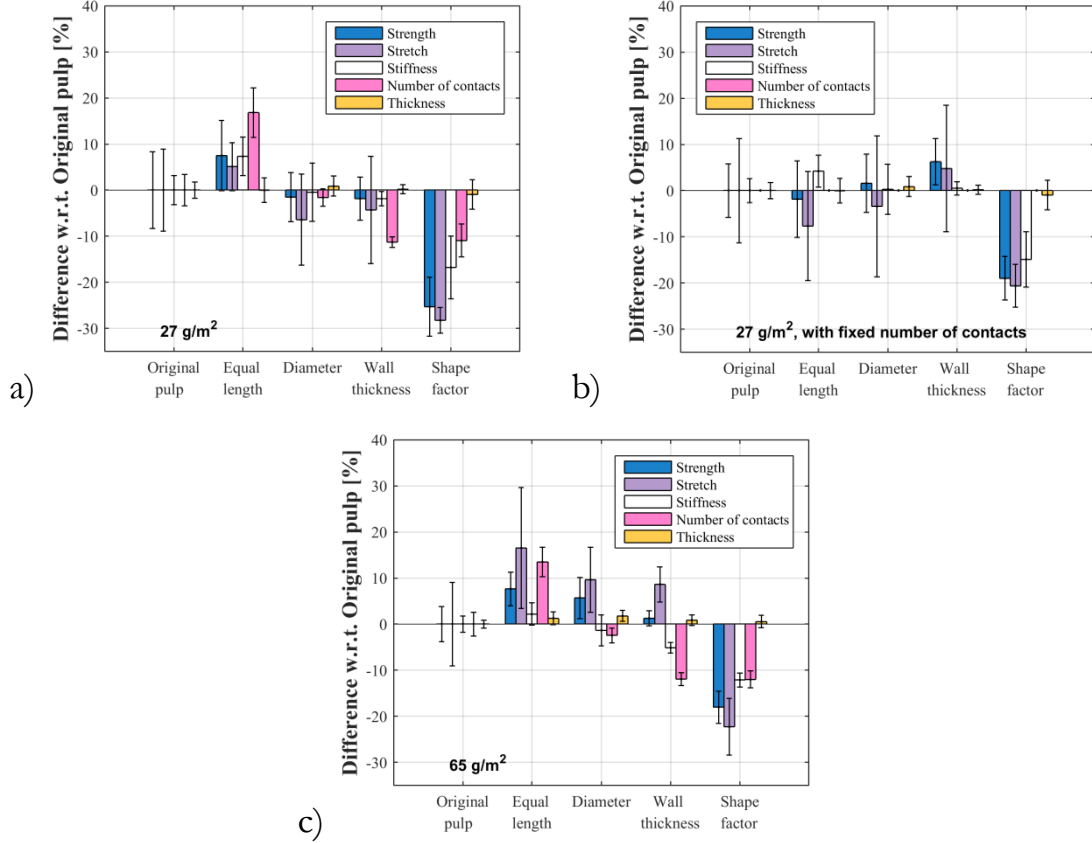 Difference w.r.t. Original pulp [%]
40
30
20
10
0
-10
-20
-30
Strength
Stretch
Stiffness
Number of contacts
Thickness
27 g/m²
Original pulp
Equal length
Diameter
Wall thickness
Shape factor
a)
Difference w.r.t. Original pulp [%]
40
30
20
10
0
-10
-20
-30
Strength
Stretch
Stiffness
Number of contacts
Thickness
27 g/m², with fixed number of contacts
Original pulp
Equal length
Diameter
Wall thickness
Shape factor
b)
Difference w.r.t. Original pulp [%]
40
30
20
10
0
-10
-20
-30
Strength
Stretch
Stiffness
Number of contacts
Thickness
65 g/m²
Original pulp
Equal length
Diameter
Wall thickness
Shape factor
c)